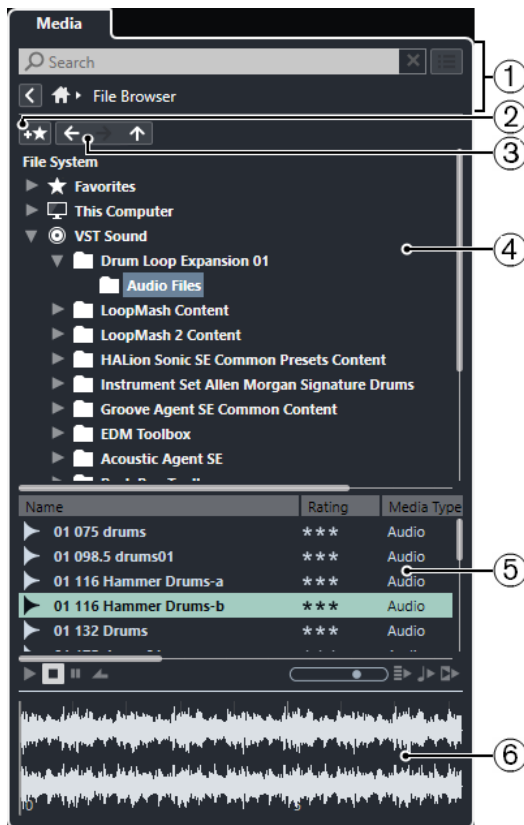 Media
Search
File Browser
1
2
3
File System
Favorites
This Computer
VST Sound
4
Drum Loop Expansion 01
Audio Files
LoopMash Content
LoopMash 2 Content
HALion Sonic SE Common Presets Content
Instrument Set Allen Morgan Signature Drums
Groove Agent SE Common Content
EDM Toolbox
Acoustic Agent SE
Name Rating Media Type
01 075 drums *** Audio
01 098.5 drums01 *** Audio
01 116 Hammer Drums-a *** Audio
5
01 116 Hammer Drums-b *** Audio
01 132 Drums *** Audio
6
0 5